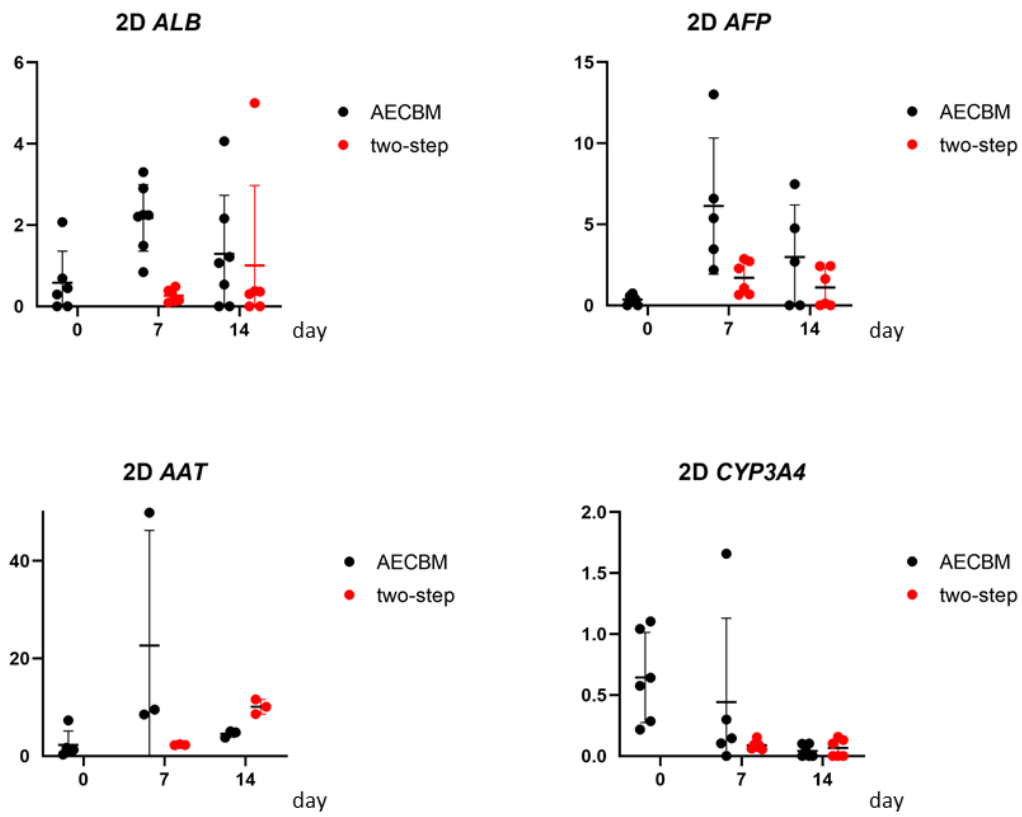 2D ALB
6
4
2
0
0 7 14 day
AECBM
two-step
2D AFP
15
10
5
0
0 7 14 day
AECBM
two-step
2D AAT
40
20
0
0 7 14
day
AECBM
two-step
2D CYP3A4
2.0
1.5
1.0
0.5
0.0
0 7 14
day
AECBM
two-step